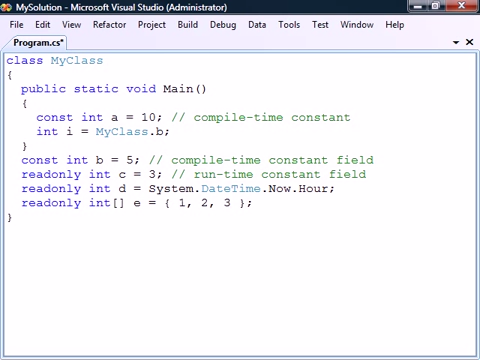 MySolution - Microsoft Visual Studio (Administrator)
File Edit View Refactor Project Build Debug Data Tools Test Window Help
Program.cs*
class MyClass
{
  public static void Main()
  {
    const int a = 10; // compile-time constant
    int i = MyClass.b;
  }
  const int b = 5; // compile-time constant field
  readonly int c = 3; // run-time constant field
  readonly int d = System.DateTime.Now.Hour;
  readonly int[] e = { 1, 2, 3 };
}